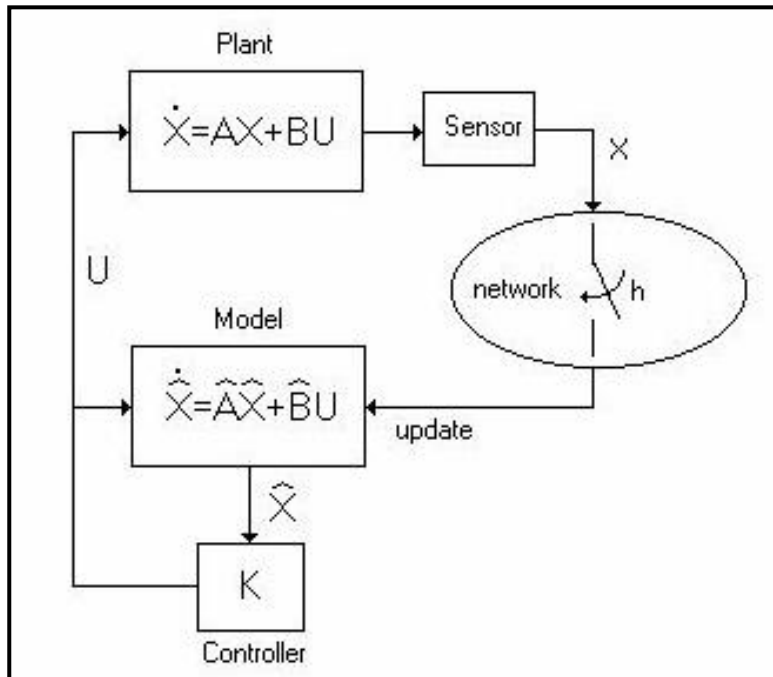 Plant
Ẋ=AX+BU
Sensor
X
U
network
h
Model
X̂̇=ÂX̂+B̂U
update
X̂
K
Controller